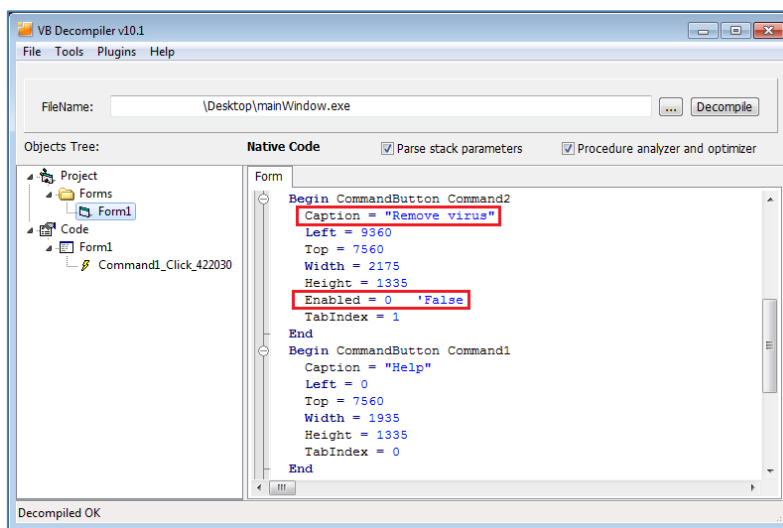 VB Decompiler v10.1
File Tools Plugins Help
FileName: \Desktop\mainWindow.exe ... Decompile
Objects Tree: Native Code Parse stack parameters Procedure analyzer and optimizer
Project
Forms
Form1
Code
Form1
Command1_Click_422030
Form
Begin CommandButton Command2
Caption = "Remove virus"
Left = 9360
Top = 7560
Width = 2175
Height = 1335
Enabled = 0 'False
TabIndex = 1
End
Begin CommandButton Command1
Caption = "Help"
Left = 0
Top = 7560
Width = 1935
Height = 1335
TabIndex = 0
End
Decompiled OK